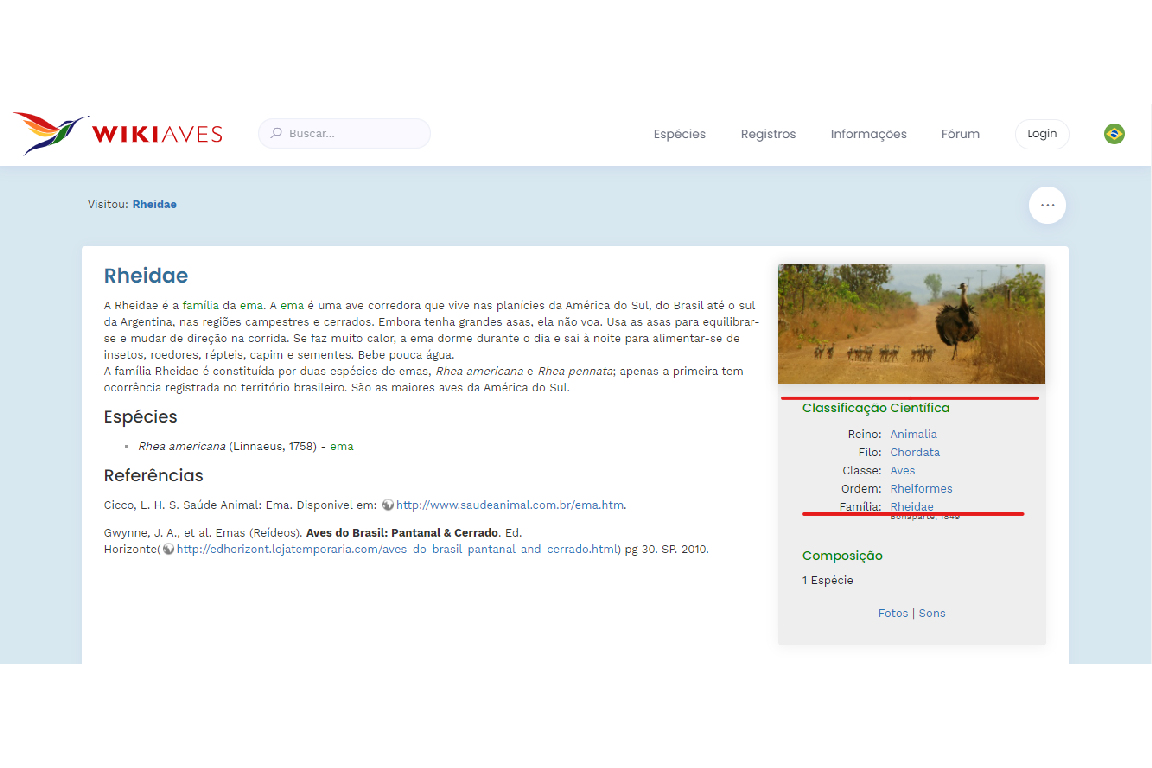 WIKIAVES
Buscar...
Espécies
Registros
Informações
Fórum
Login
Visitou: Rheidae
Rheidae
A Rheidae é a família da ema. A ema é uma ave corredora que vive nas planícies da América do Sul, do Brasil até o sul
da Argentina, nas regiões campestres e cerrados. Embora tenha grandes asas, ela não voa. Usa as asas para equilibrar-
se e mudar de direção na corrida. Se faz muito calor, a ema dorme durante o dia e sai à noite para alimentar-se de
insetos, roedores, répteis, capim e sementes. Bebe pouca água.
A família Rheidae é constituída por duas espécies de emas, Rhea americana e Rhea pennata; apenas a primeira tem
ocorrência registrada no território brasileiro. São as maiores aves da América do Sul.
Espécies
Rhea americana (Linnaeus, 1758) - ema
Referências
Cicco, L. H. S. Saúde Animal: Ema. Disponível em: http://www.saudeanimal.com.br/ema.htm.
Gwynne, J. A., et al. Emas (Reídeos). Aves do Brasil: Pantanal & Cerrado. Ed.
Horizonte(http://edhorizont.lojatemporaria.com/aves_do_brasil_pantanal_and_cerrado.html) pg 30. SP. 2010.
Classificação Científica
Reino: Animalia
Filo: Chordata
Classe: Aves
Ordem: Rheiformes
Família: Rheidae
Bonaparte, 1849
Composição
1 Espécie
Fotos | Sons